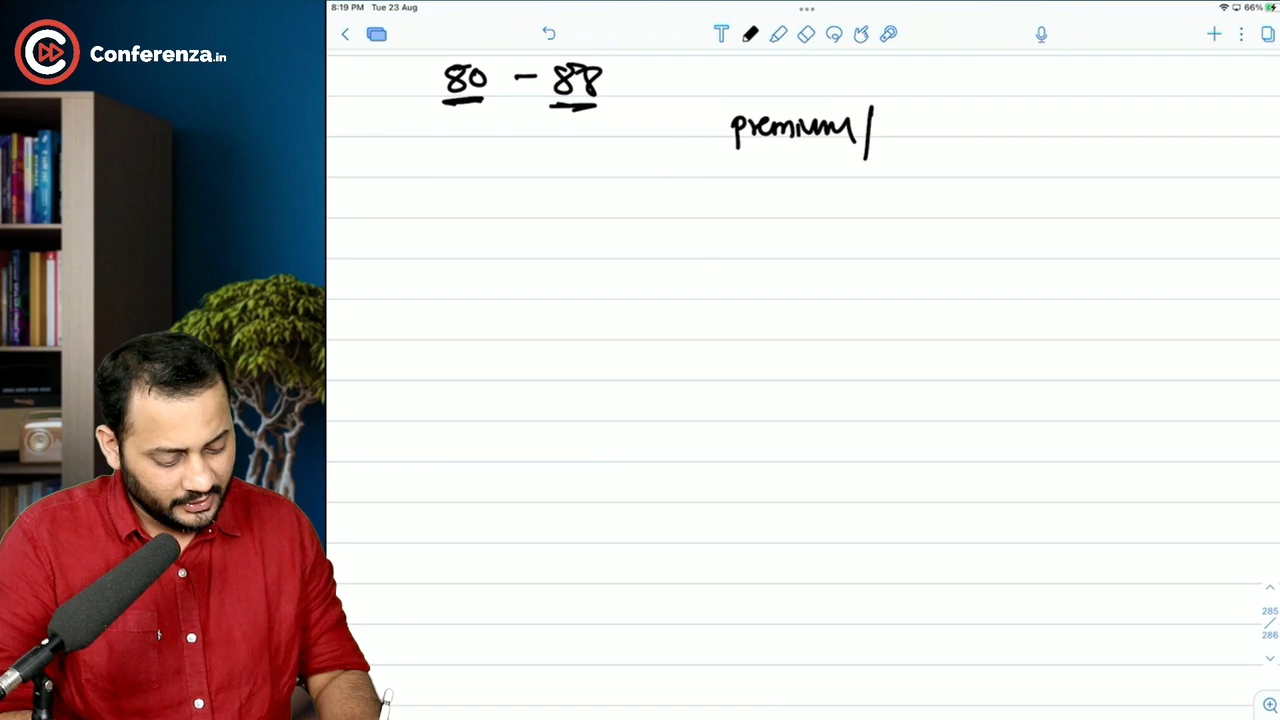 Conferenza.in
8:19 PM Tue 23 Aug
66%
80 - 88
premium/
285
286